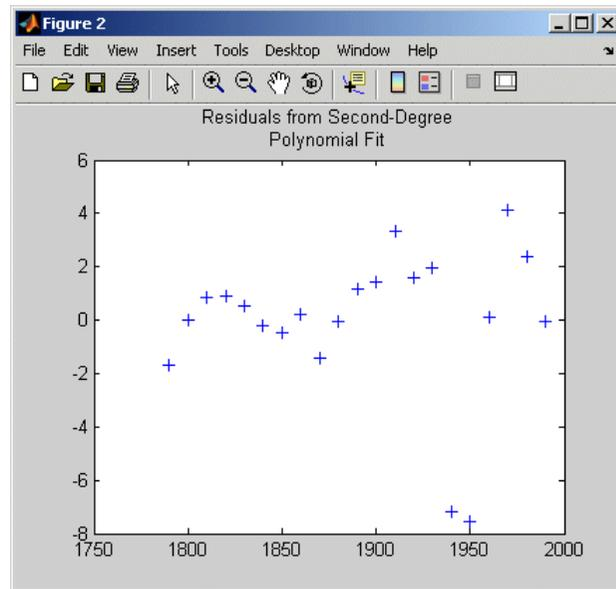 Figure 2
File Edit View Insert Tools Desktop Window Help
Residuals from Second-Degree
Polynomial Fit
6
4
2
0
-2
-4
-6
-8
1750 1800 1850 1900 1950 2000